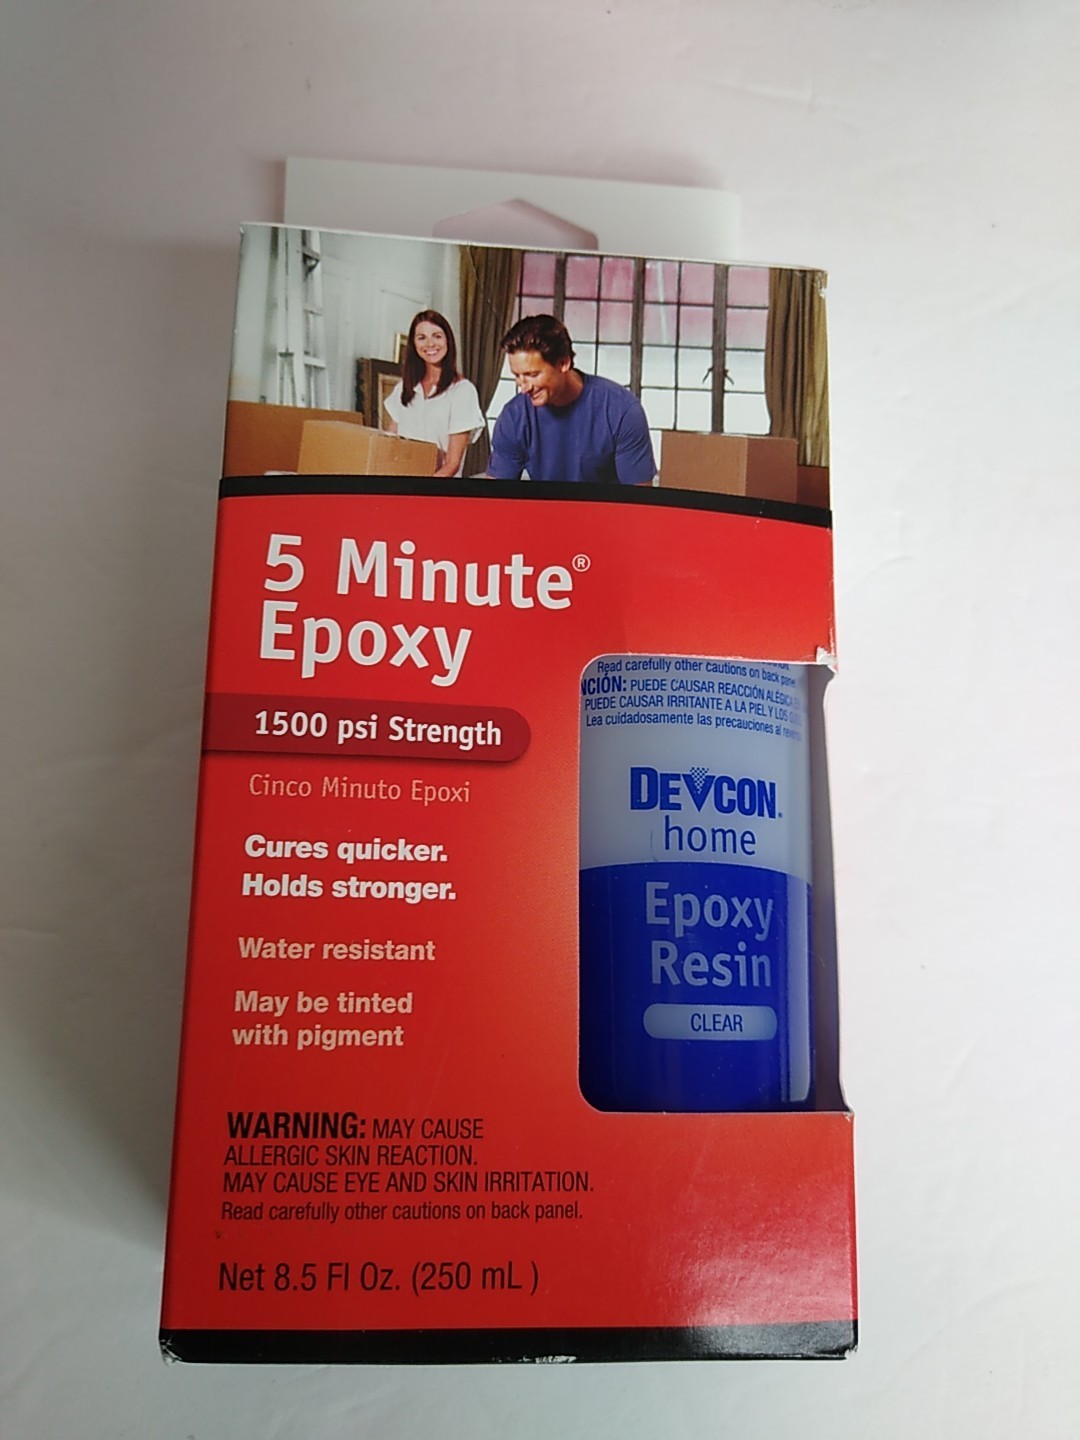 5 Minute®
Epoxy
1500 psi Strength
Cinco Minuto Epoxi
Cures quicker.
Holds stronger.
Water resistant
May be tinted
with pigment
WARNING: MAY CAUSE
ALLERGIC SKIN REACTION.
MAY CAUSE EYE AND SKIN IRRITATION.
Read carefully other cautions on back panel.
Net 8.5 Fl Oz. (250 mL)
Read carefully other cautions on back
PUEDE CAUSAR REACCIÓN
PUEDE CAUSAR IRRITANTE A LA PIEL Y LOS
Lea cuidadosamente las precauciones al
DEVCON
home
Epoxy
Resin
CLEAR